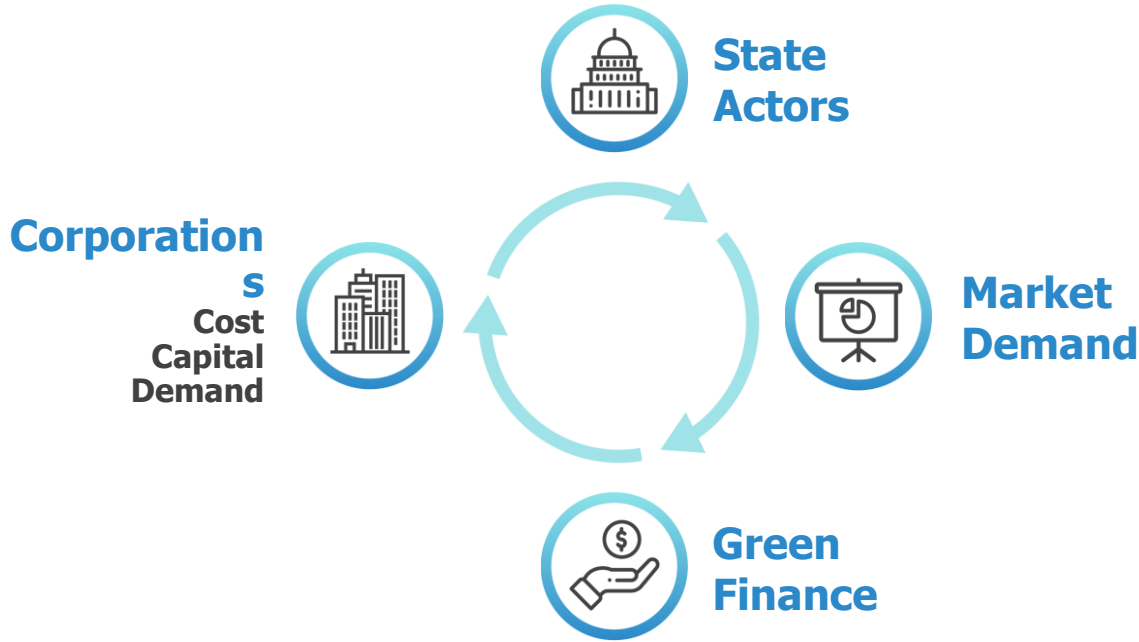 State
Actors
Corporation
s
Cost
Capital
Demand
Market
Demand
$
Green
Finance